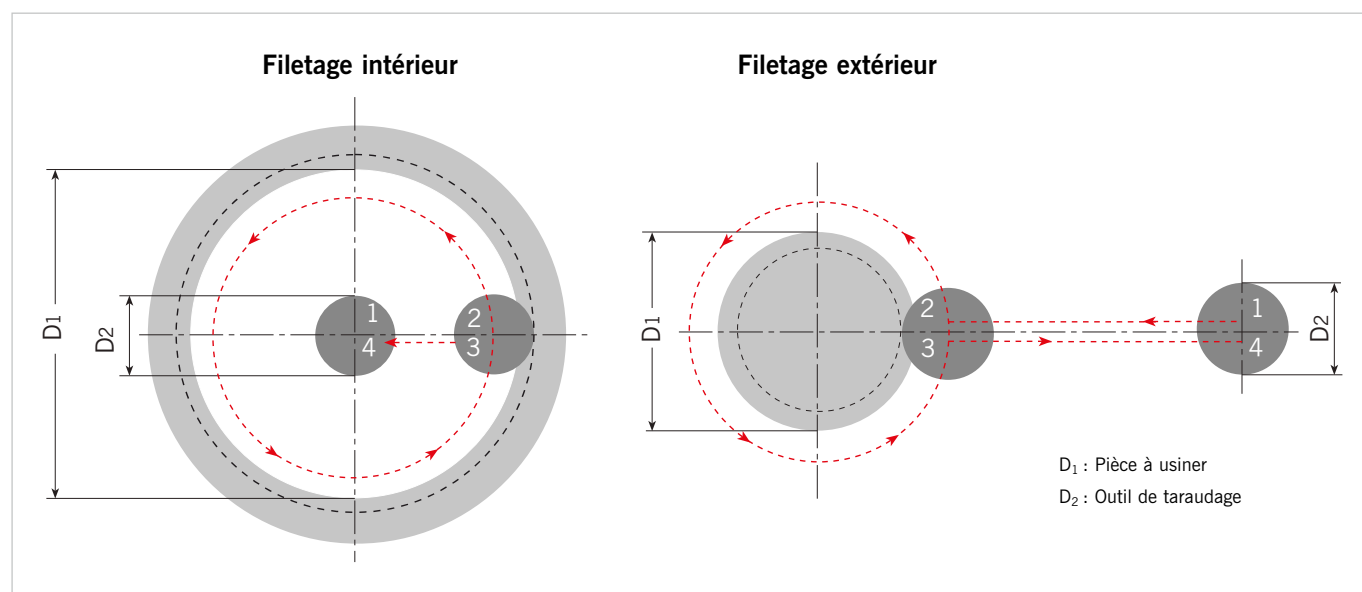 Filetage intérieur
Filetage extérieur
D1
D2
1
4
2
3
D1
2
3
1
4
D2
D₁ : Pièce à usiner
D₂ : Outil de taraudage